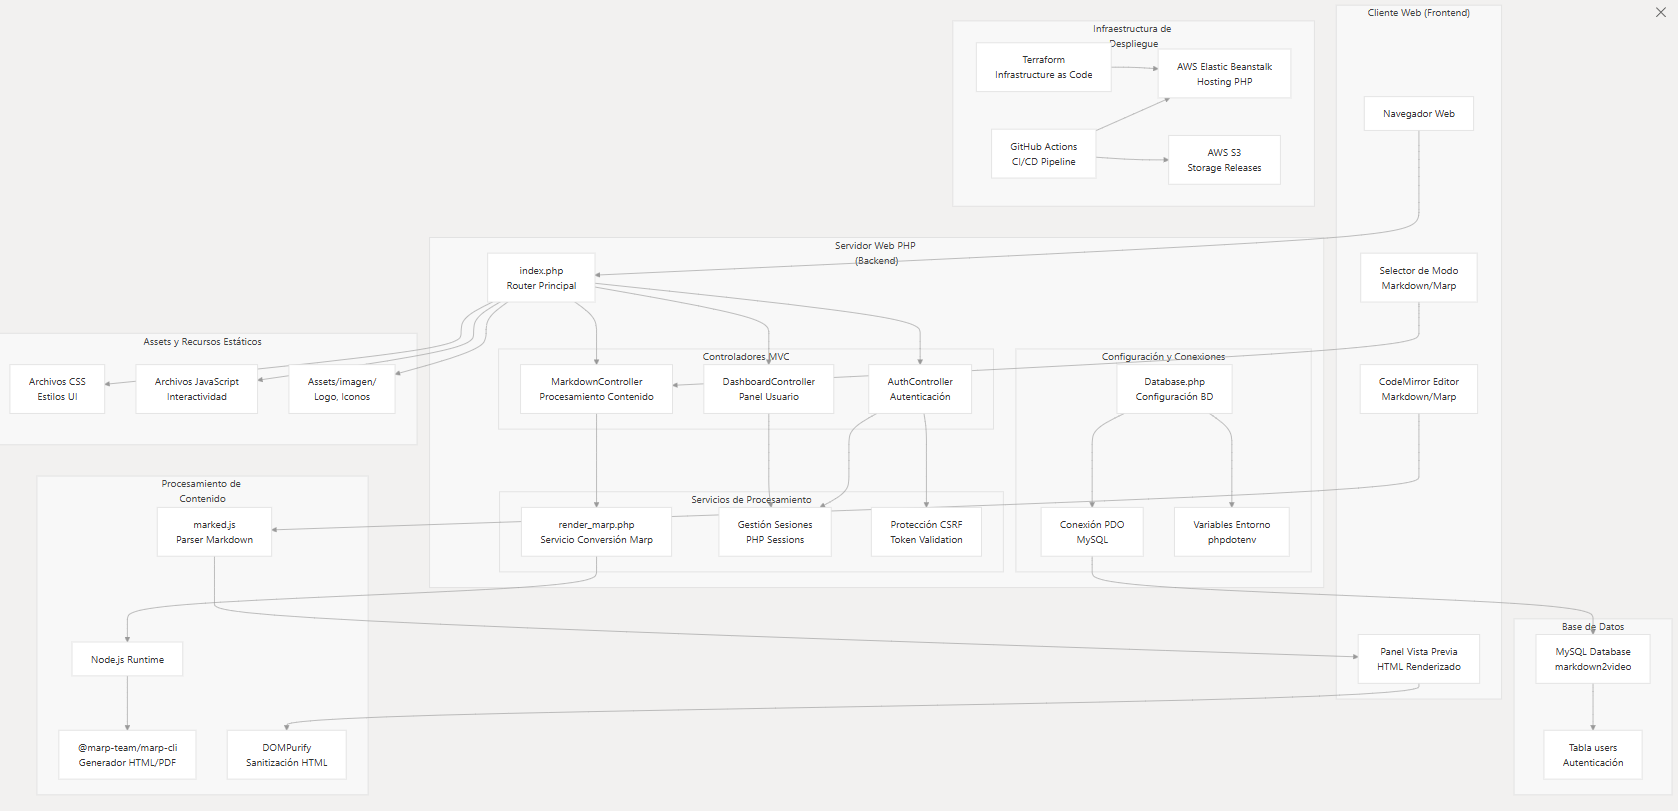 Cliente Web (Frontend)
Infraestructura de
Despliegue
Terraform
Infrastructure as Code
AWS Elastic Beanstalk
Hosting PHP
GitHub Actions
CI/CD Pipeline
AWS S3
Storage Releases
Navegador Web
Servidor Web PHP
(Backend)
index.php
Router Principal
Selector de Modo
Markdown/Marp
Assets y Recursos Estáticos
Archivos CSS
Estilos UI
Archivos JavaScript
Interactividad
Assets/imagen/
Logo, Iconos
Controladores MVC
MarkdownController
Procesamiento Contenido
DashboardController
Panel Usuario
AuthController
Autenticación
Configuración y Conexiones
Database.php
Configuración BD
CodeMirror Editor
Markdown/Marp
Procesamiento de
Contenido
marked.js
Parser Markdown
Servicios de Procesamiento
render_marp.php
Servicio Conversión Marp
Gestión Sesiones
PHP Sessions
Protección CSRF
Token Validation
Conexión PDO
MySQL
Variables Entorno
phpdotenv
Node.js Runtime
Panel Vista Previa
HTML Renderizado
Base de Datos
MySQL Database
markdown2video
@marp-team/marp-cli
Generador HTML/PDF
DOMPurify
Sanitización HTML
Tabla users
Autenticación